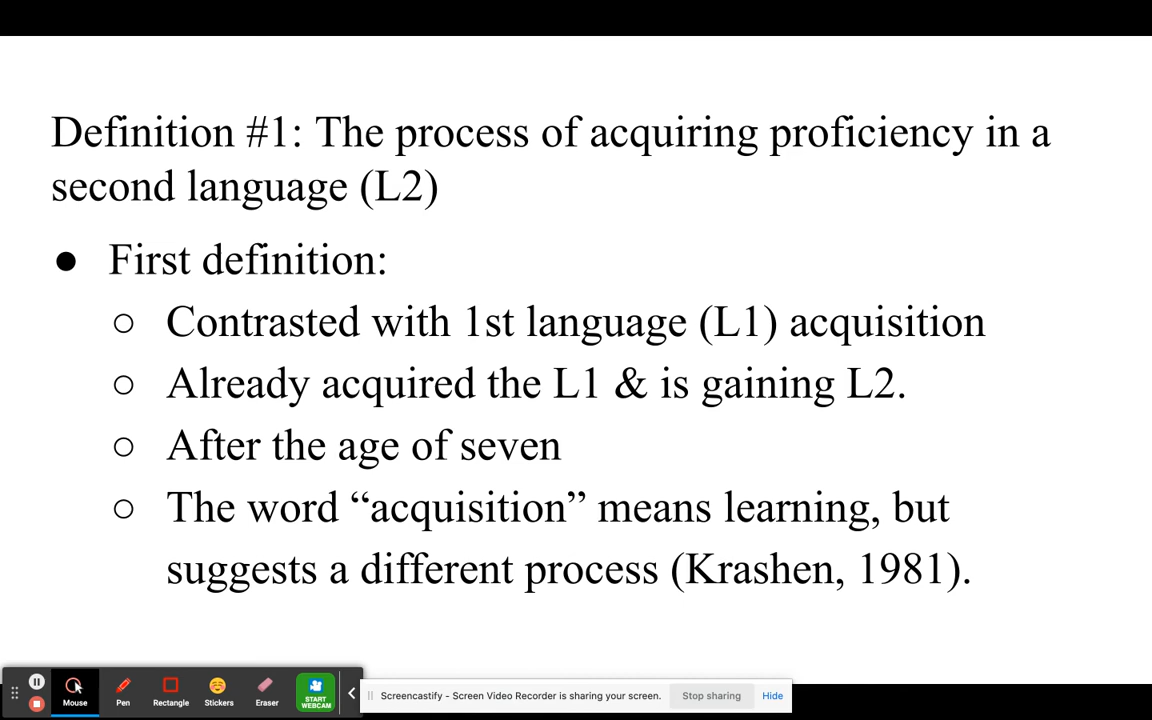 Definition #1: The process of acquiring proficiency in a
second language (L2)
● First definition:
○ Contrasted with 1st language (L1) acquisition
○ Already acquired the L1 & is gaining L2.
○ After the age of seven
○ The word “acquisition” means learning, but
suggests a different process (Krashen, 1981).
Mouse Pen Rectangle Stickers Eraser START WEBCAM
Screencastify - Screen Video Recorder is sharing your screen. Stop sharing Hide